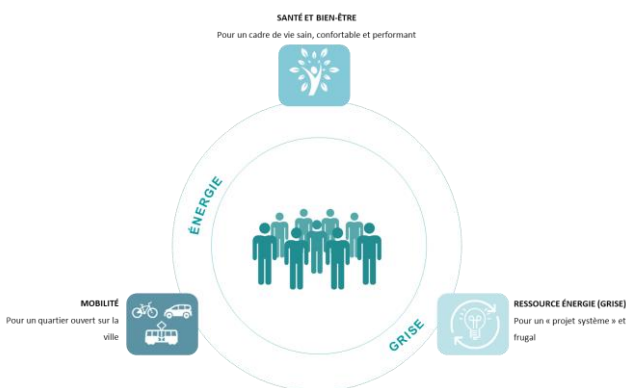 SANTÉ ET BIEN-ÊTRE
Pour un cadre de vie sain, confortable et performant
ÉNERGIE
MOBILITÉ
Pour un quartier ouvert sur la
ville
GRISE
RESSOURCE ÉNERGIE (GRISE)
Pour un « projet système » et
frugal